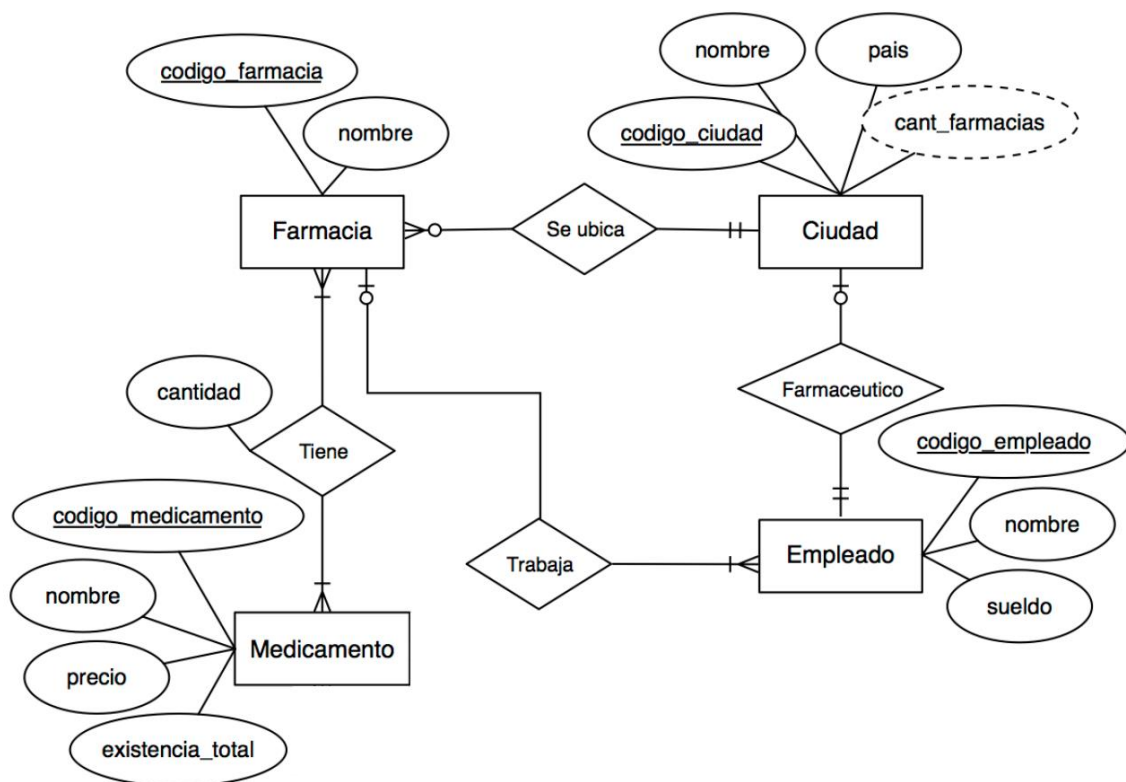 nombre
pais
codigo_farmacia
cant_farmacias
nombre
codigo_ciudad
Farmacia
Se ubica
Ciudad
cantidad
Farmaceutico
Tiene
codigo_empleado
codigo_medicamento
nombre
Empleado
Trabaja
nombre
sueldo
Medicamento
precio
existencia_total